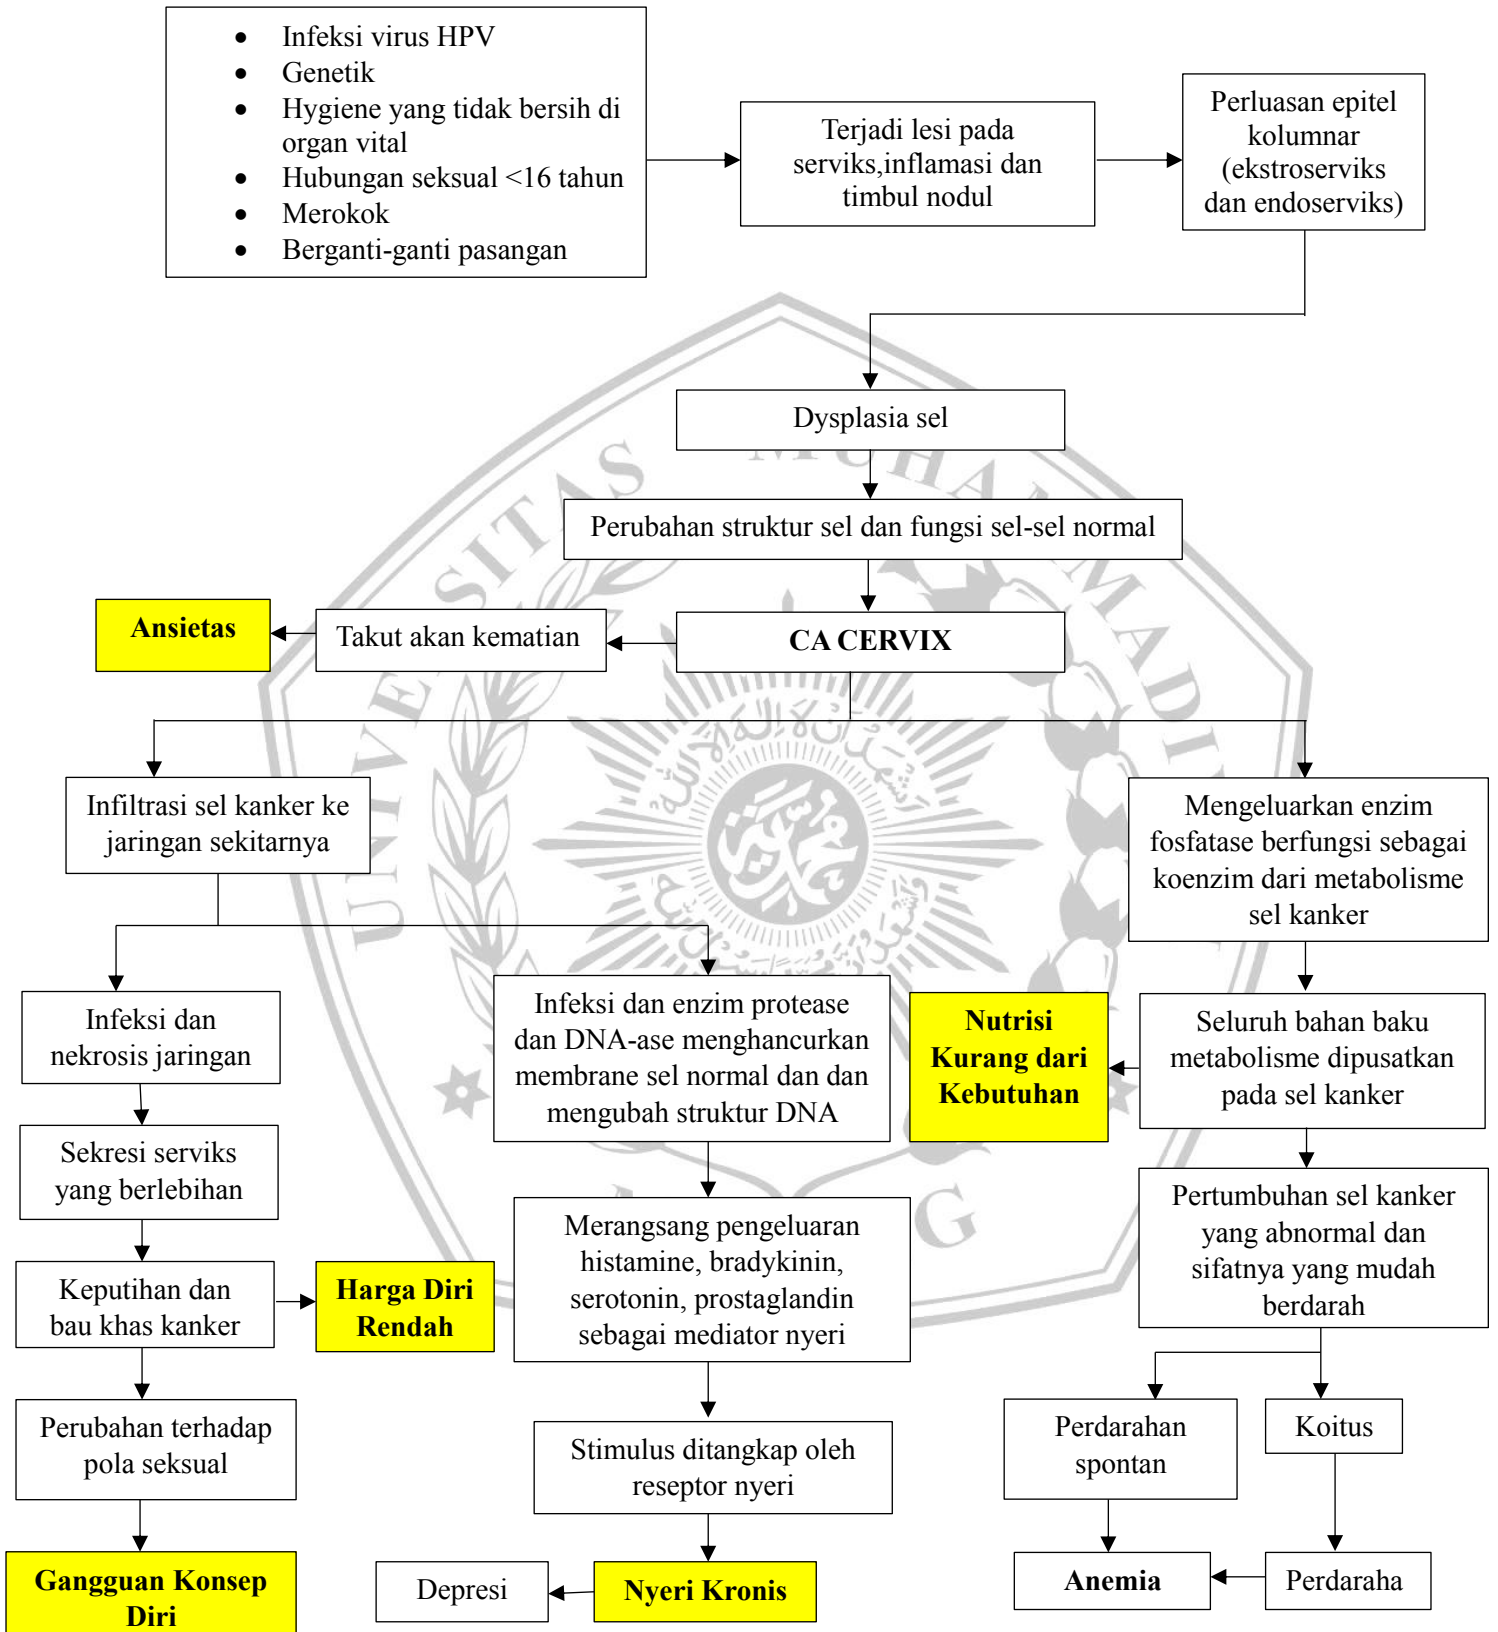 • Infeksi virus HPV
• Genetik
• Hygiene yang tidak bersih di
organ vital
• Hubungan seksual <16 tahun
• Merokok
• Berganti-ganti pasangan
Terjadi lesi pada
serviks,inflamasi dan
timbul nodul
Perluasan epitel
kolumnar
(ekstroserviks
dan endoserviks)
Dysplasia sel
Perubahan struktur sel dan fungsi sel-sel normal
Ansietas
Takut akan kematian
CA CERVIX
Infiltrasi sel kanker ke
jaringan sekitarnya
Mengeluarkan enzim
fosfatase berfungsi sebagai
koenzim dari metabolisme
sel kanker
Infeksi dan
nekrosis jaringan
Infeksi dan enzim protease
dan DNA-ase menghancurkan
membrane sel normal dan dan
mengubah struktur DNA
Nutrisi
Kurang dari
Kebutuhan
Seluruh bahan baku
metabolisme dipusatkan
pada sel kanker
Sekresi serviks
yang berlebihan
Merangsang pengeluaran
histamine, bradykinin,
serotonin, prostaglandin
sebagai mediator nyeri
Pertumbuhan sel kanker
yang abnormal dan
sifatnya yang mudah
berdarah
Keputihan dan
bau khas kanker
Harga Diri
Rendah
Perubahan terhadap
pola seksual
Stimulus ditangkap oleh
reseptor nyeri
Perdarahan
spontan
Koitus
Gangguan Konsep
Diri
Depresi
Nyeri Kronis
Anemia
Perdaraha
UNIVERSITAS MUHAMMADI
G